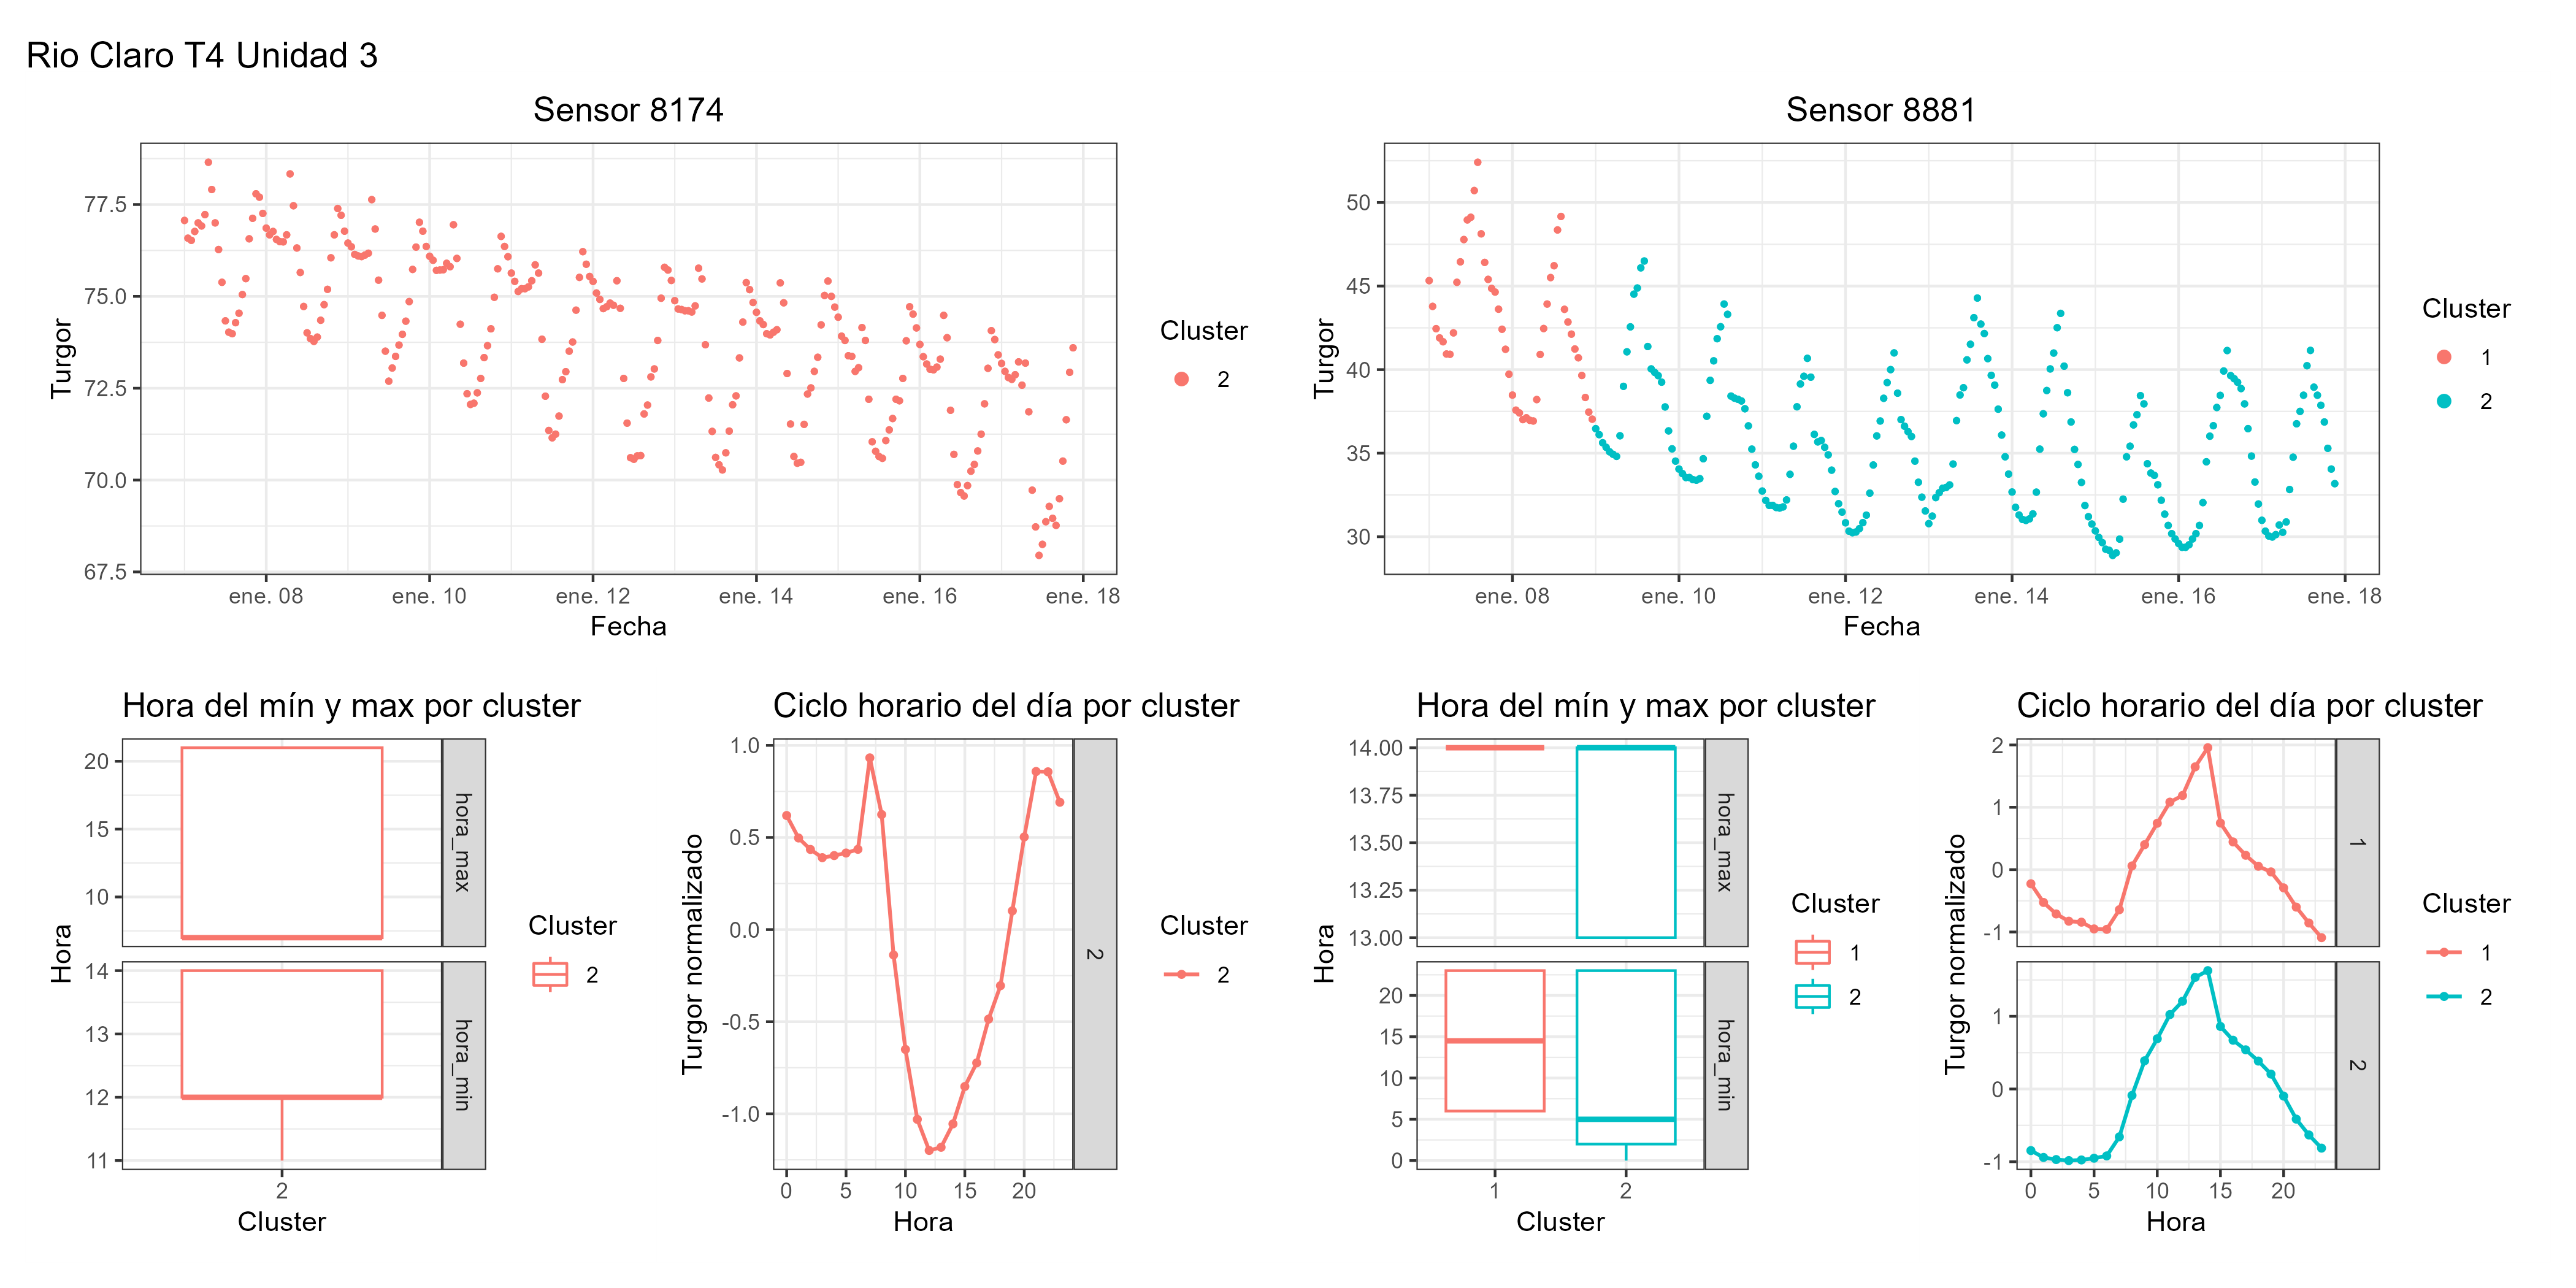 Rio Claro T4 Unidad 3
Sensor 8174
Turgor
77.5
75.0
72.5
70.0
67.5
ene. 08 ene. 10 ene. 12 ene. 14 ene. 16 ene. 18
Fecha
Cluster
2
Sensor 8881
Turgor
50
45
40
35
30
ene. 08 ene. 10 ene. 12 ene. 14 ene. 16 ene. 18
Fecha
Cluster
1
2
Hora del mín y max por cluster
Hora
20
15
10
hora_max
14
13
12
11
hora_min
2
Cluster
Cluster
2
Ciclo horario del día por cluster
Turgor normalizado
1.0
0.5
0.0
-0.5
-1.0
2
0 5 10 15 20
Hora
Cluster
2
Hora del mín y max por cluster
Hora
14.00
13.75
13.50
13.25
13.00
hora_max
20
15
10
5
0
hora_min
1 2
Cluster
Cluster
1
2
Ciclo horario del día por cluster
Turgor normalizado
2
1
0
-1
1
1
0
-1
2
0 5 10 15 20
Hora
Cluster
1
2